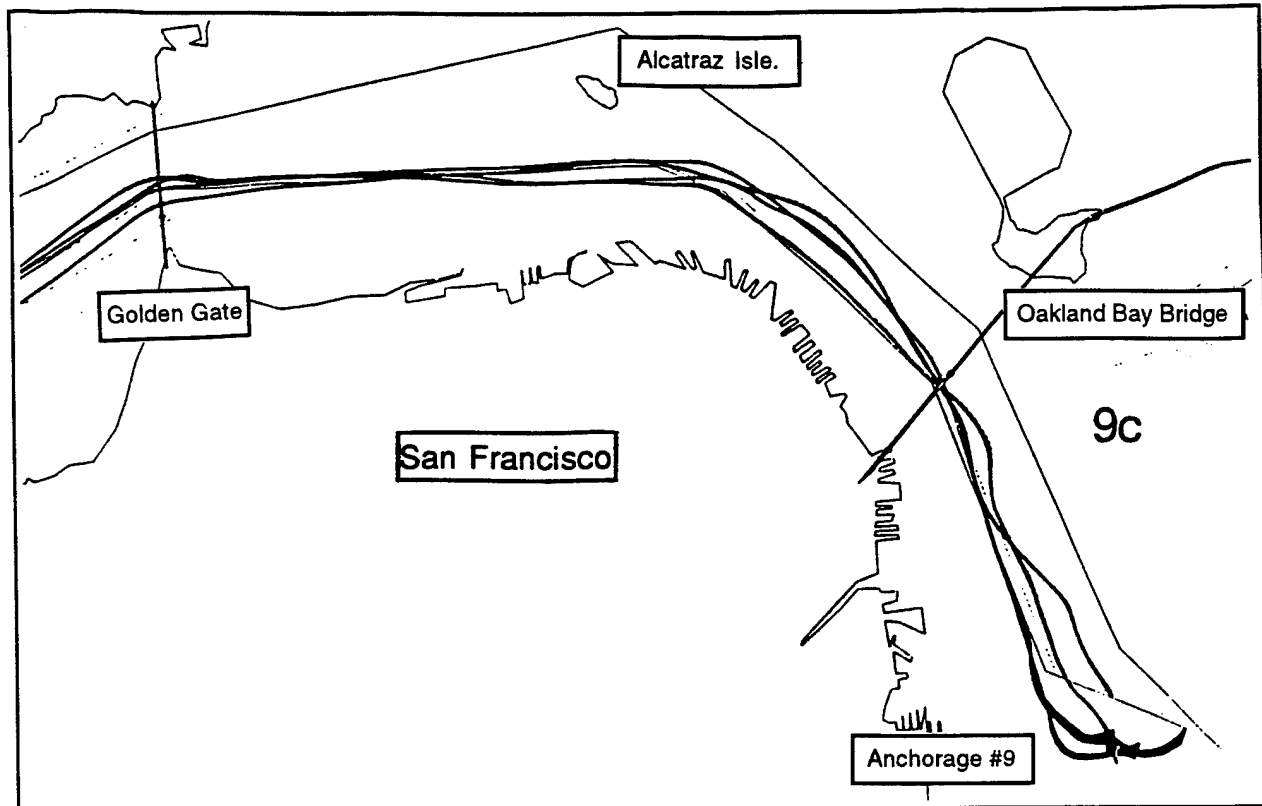 Alcatraz Isle.
Golden Gate
Oakland Bay Bridge
9c
San Francisco
Anchorage #9